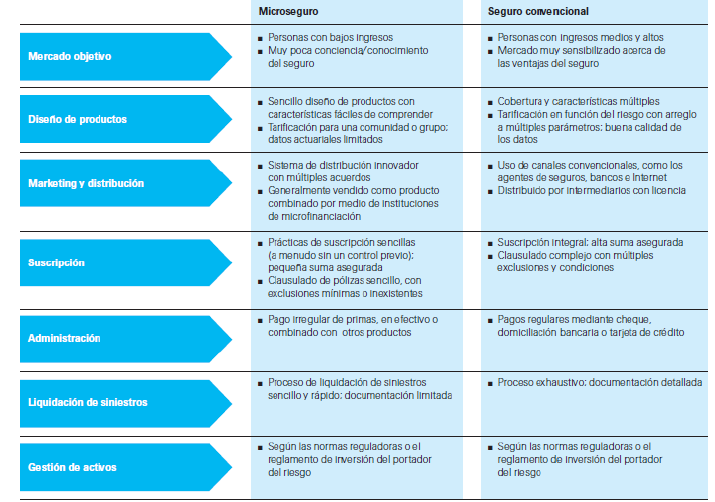 Microseguro
Seguro convencional
Mercado objetivo
■ Personas con bajos ingresos
■ Muy poca conciencia/conocimiento
del seguro
■ Personas con ingresos medios y altos
■ Mercado muy sensibilizado acerca de
las ventajas del seguro
Diseño de productos
■ Sencillo diseño de productos con
características fáciles de comprender
■ Tarificación para una comunidad o grupo;
datos actuariales limitados
■ Cobertura y características múltiples
■ Tarificación en función del riesgo con arreglo
a múltiples parámetros; buena calidad de
los datos
Marketing y distribución
■ Sistema de distribución innovador
con múltiples acuerdos
■ Generalmente vendido como producto
combinado por medio de instituciones
de microfinanciación
■ Uso de canales convencionales, como los
agentes de seguros, bancos e Internet
■ Distribuido por intermediarios con licencia
Suscripción
■ Prácticas de suscripción sencillas
(a menudo sin un control previo);
pequeña suma asegurada
■ Clausulado de pólizas sencillo, con
exclusiones mínimas o inexistentes
■ Suscripción integral; alta suma asegurada
■ Clausulado complejo con múltiples
exclusiones y condiciones
Administración
■ Pago irregular de primas, en efectivo o
combinado con otros productos
■ Pagos regulares mediante cheque,
domiciliación bancaria o tarjeta de crédito
Liquidación de siniestros
■ Proceso de liquidación de siniestros
sencillo y rápido; documentación limitada
■ Proceso exhaustivo; documentación detallada
Gestión de activos
■ Según las normas reguladoras o el
reglamento de inversión del portador
del riesgo
■ Según las normas reguladoras o el
reglamento de inversión del portador
del riesgo